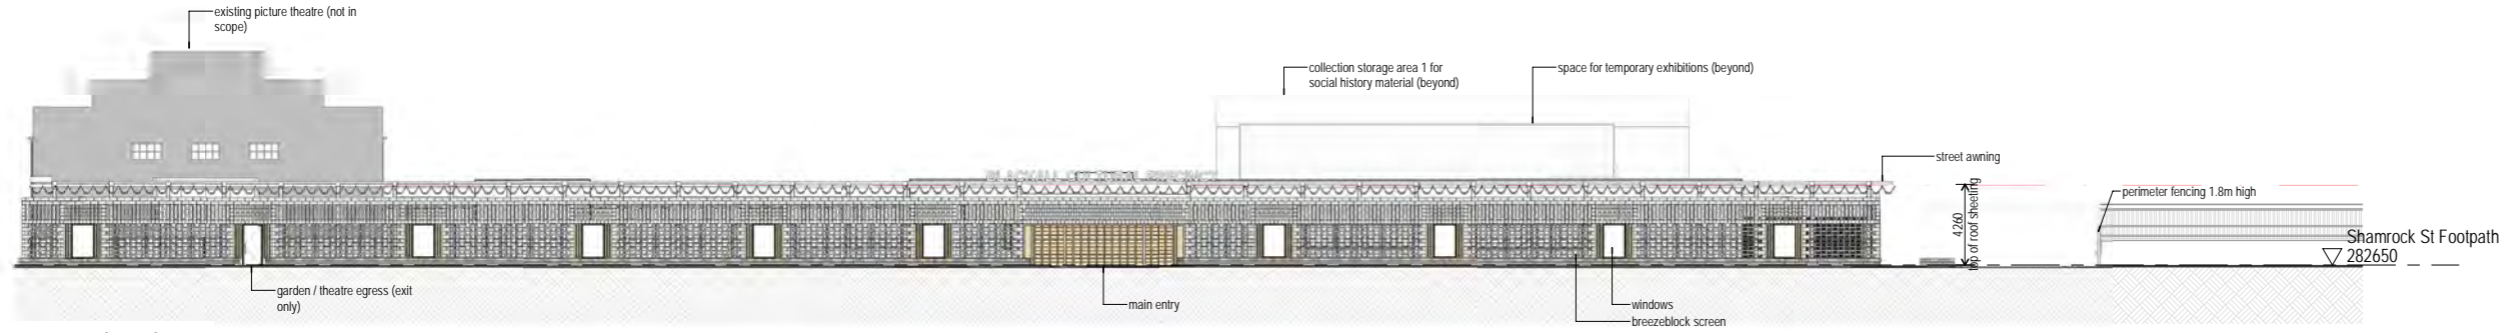 existing picture theatre (not in
scope)
collection storage area 1 for
social history material (beyond)
space for temporary exhibitions (beyond)
street awning
4260
top of roof sheeting
perimeter fencing 1.8m high
Shamrock St Footpath
282650
garden / theatre egress (exit
only)
main entry
windows
breezeblock screen